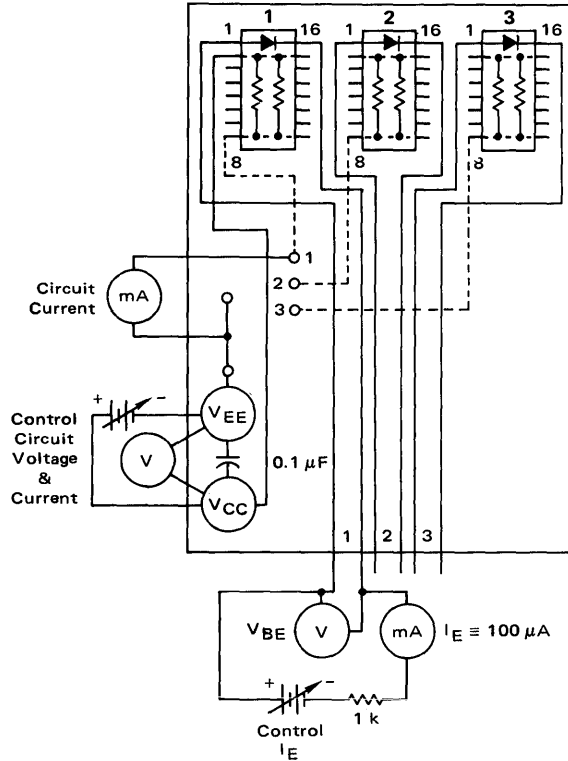 1 2 3
1 16 1 16 1 16
8 8 8
1
2
3
Circuit
Current
mA
+ -
VEE
Control
Circuit
Voltage
&
Current
V
0.1 μF
VCC
1 2 3
VBE V mA IE ≡ 100 μA
+ -
1 k
Control
IE